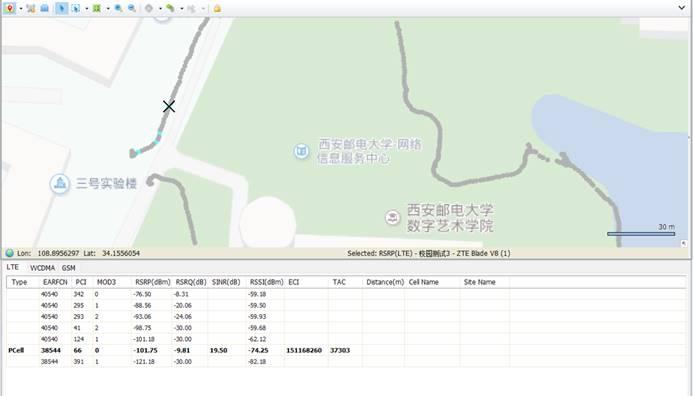 西安邮电大学-网络
信息服务中心
三号实验楼
西安邮电大学
数字艺术学院
30 m
Lon: 108.8956297 Lat: 34.1556054 Selected: RSRP(LTE) - 校园测试3 - ZTE Blade V8 (1)
LTE WCDMA GSM
Type EARFCN PCI MOD3 RSRP(dBm) RSRQ(dB) SINR(dB) RSSI(dBm) ECI TAC Distance(m) Cell Name Site Name
40540 342 0 -76.50 -8.31 -59.18
40540 295 1 -88.56 -20.06 -59.50
40540 293 2 -93.06 -24.06 -59.93
40540 41 2 -98.75 -30.00 -59.68
40540 124 1 -101.18 -30.00 -62.12
PCell 38544 66 0 -101.75 -9.81 19.50 -74.25 151168260 37303
38544 391 1 -121.18 -30.00 -82.18